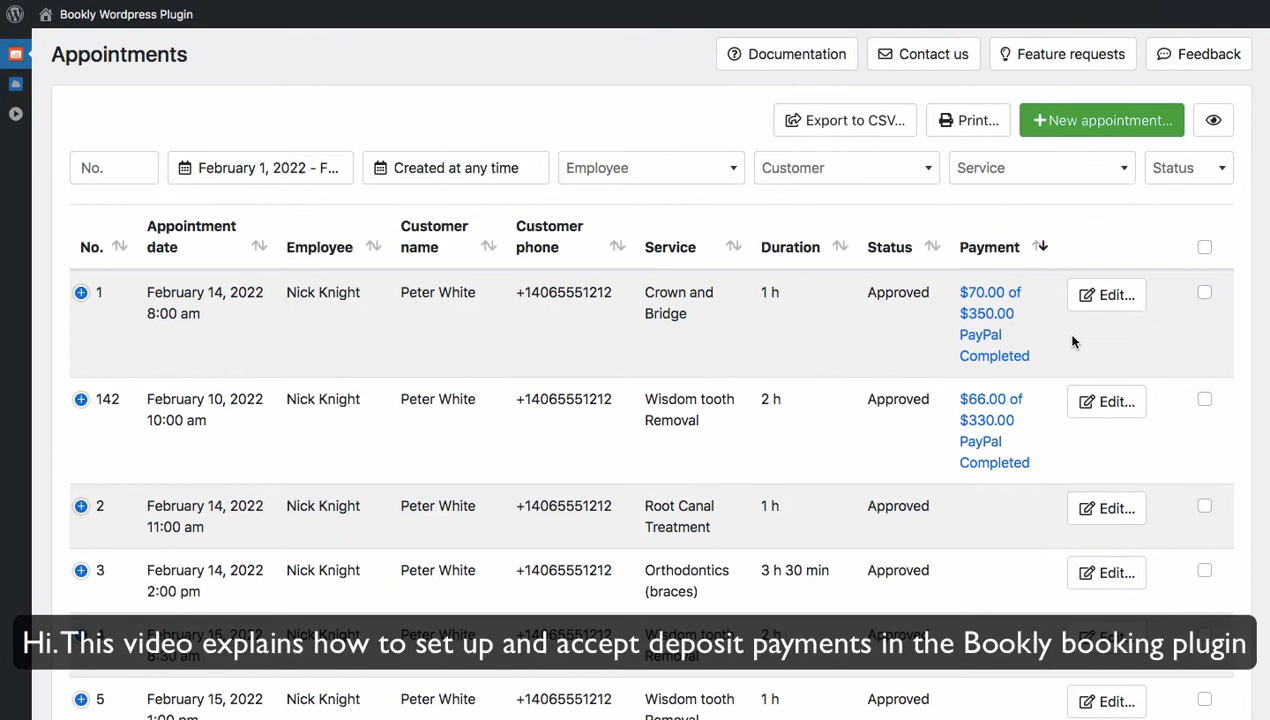 Bookly Wordpress Plugin
Appointments
Documentation
Contact us
Feature requests
Feedback
Export to CSV...
Print...
New appointment...
No.
February 1, 2022 - F...
Created at any time
Employee
Customer
Service
Status
No.
Appointment
date
Employee
Customer
name
Customer
phone
Service
Duration
Status
Payment
1
February 14, 2022
8:00 am
Nick Knight
Peter White
+14065551212
Crown and
Bridge
1 h
Approved
$70.00 of
$350.00
PayPal
Completed
Edit...
142
February 10, 2022
10:00 am
Nick Knight
Peter White
+14065551212
Wisdom tooth
Removal
2 h
Approved
$66.00 of
$330.00
PayPal
Completed
Edit...
2
February 14, 2022
11:00 am
Nick Knight
Peter White
+14065551212
Root Canal
Treatment
1 h
Approved
Edit...
3
February 14, 2022
2:00 pm
Nick Knight
Peter White
+14065551212
Orthodontics
(braces)
3 h 30 min
Approved
Edit...
Hi. This video explains how to set up and accept deposit payments in the Bookly booking plugin
5
February 15, 2022
Nick Knight
Peter White
+14065551212
Wisdom tooth
1 h
Approved
Edit...